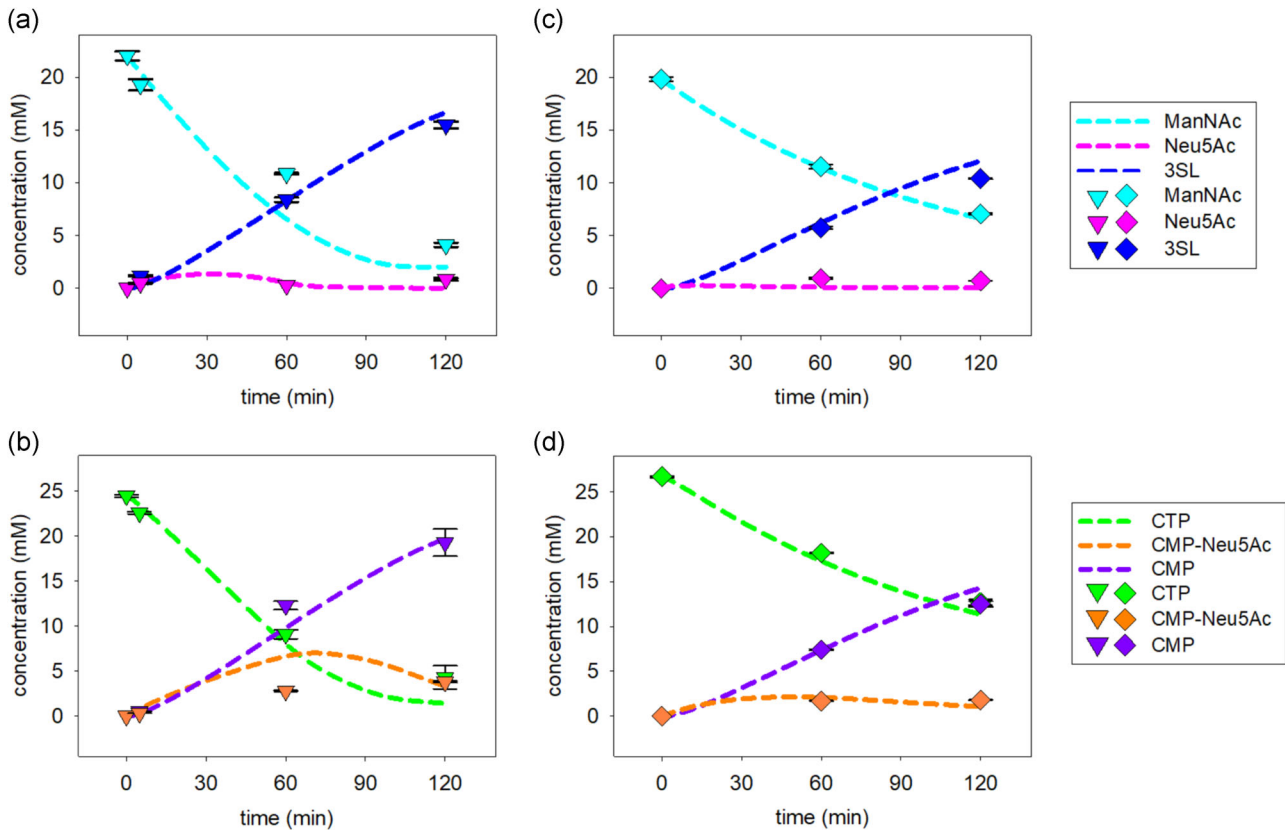 (a)
concentration (mM)
20
15
10
5
0
0 30 60 90 120
time (min)
(c)
concentration (mM)
20
15
10
5
0
0 30 60 90 120
time (min)
ManNAc
Neu5Ac
3SL
ManNAc
Neu5Ac
3SL
(b)
concentration (mM)
25
20
15
10
5
0
0 30 60 90 120
time (min)
(d)
concentration (mM)
25
20
15
10
5
0
0 30 60 90 120
time (min)
CTP
CMP-Neu5Ac
CMP
CTP
CMP-Neu5Ac
CMP